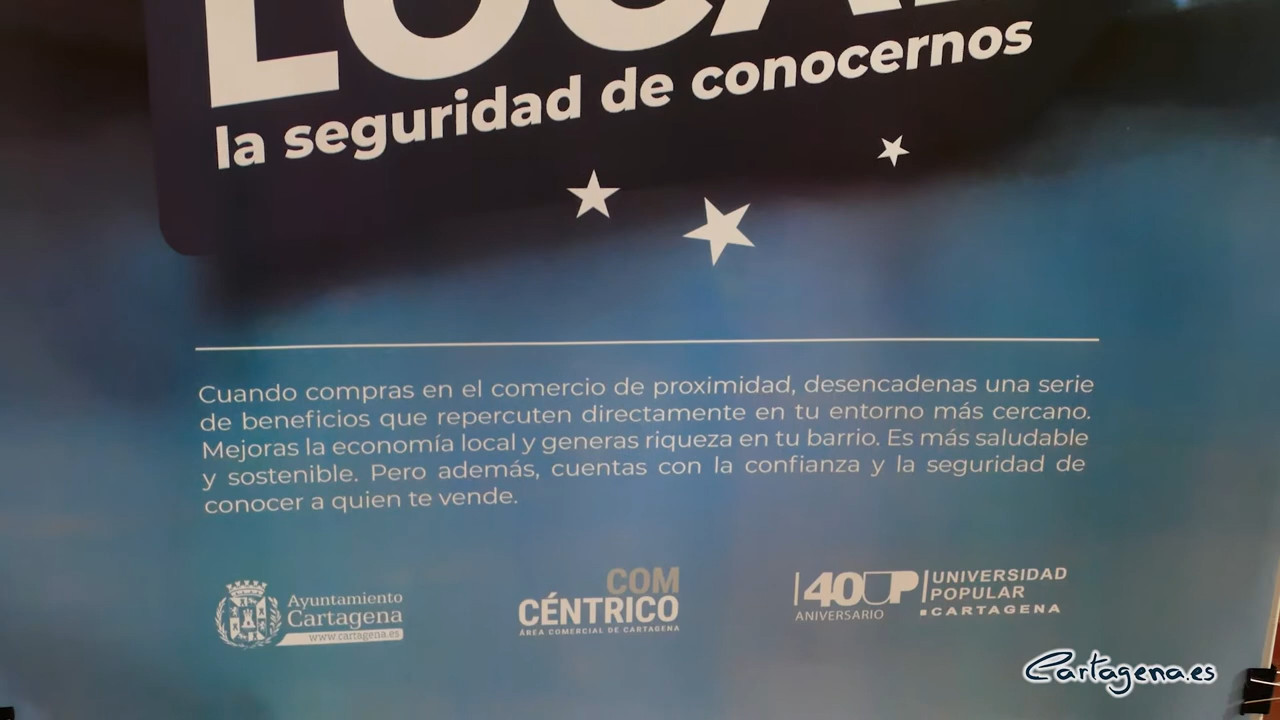 LOCAL
la seguridad de conocernos
Cuando compras en el comercio de proximidad, desencadenas una serie
de beneficios que repercuten directamente en tu entorno más cercano.
Mejoras la economía local y generas riqueza en tu barrio. Es más saludable
y sostenible. Pero además, cuentas con la confianza y la seguridad de
conocer a quien te vende.
Ayuntamiento
Cartagena
www.cartagena.es
COM
CÉNTRICO
ÁREA COMERCIAL DE CARTAGENA
40UP
ANIVERSARIO
UNIVERSIDAD
POPULAR
CARTAGENA
Cartagena.es